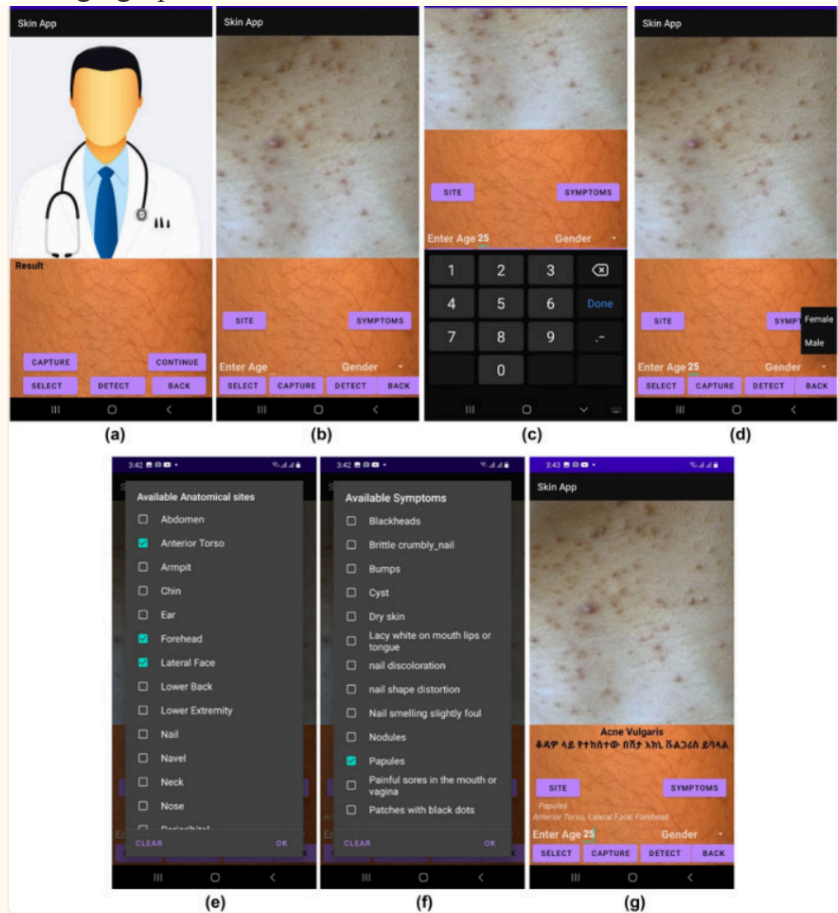 Skin App
Result
CAPTURE CONTINUE
SELECT DETECT BACK
(a)
Skin App
SITE SYMPTOMS
Enter Age Gender
SELECT CAPTURE DETECT BACK
(b)
SITE SYMPTOMS
Enter Age 25 Gender
1 2 3
4 5 6 Done
7 8 9 .-
0
(c)
Skin App
SITE
Female
Male
Enter Age 25 Gender
SELECT CAPTURE DETECT BACK
(d)
3:42
Available Anatomical sites
Abdomen
Anterior Torso
Armpit
Chin
Ear
Forehead
Lateral Face
Lower Back
Lower Extremity
Nail
Navel
Neck
Nose
CLEAR OK
(e)
3:42
Available Symptoms
Blackheads
Brittle crumbly_nail
Bumps
Cyst
Dry skin
Lacy white on mouth lips or
tongue
nail discoloration
nail shape distortion
Nail smelling slightly foul
Nodules
Papules
Painful sores in the mouth or
vagina
Patches with black dots
CLEAR OK
(f)
3:43
Skin App
Acne Vulgaris
ቆዳዎ ላይ የተከሰተው በሽታ አክኒ ቩልጋሪስ ይባላል
SITE SYMPTOMS
Papules
Anterior Torso, Lateral Face, Forehead
Enter Age 25 Gender
SELECT CAPTURE DETECT BACK
(g)